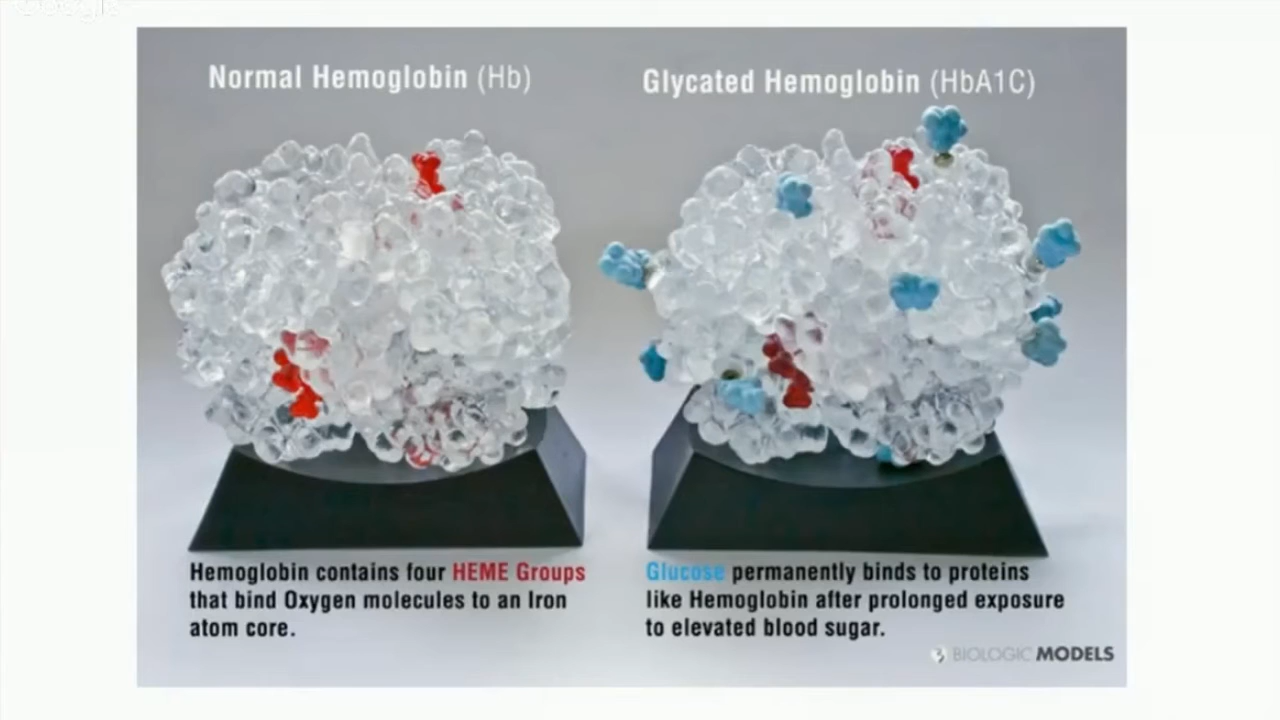 Google
Normal Hemoglobin (Hb)
Glycated Hemoglobin (HbA1C)
Hemoglobin contains four HEME Groups
that bind Oxygen molecules to an Iron
atom core.
Glucose permanently binds to proteins
like Hemoglobin after prolonged exposure
to elevated blood sugar.
BIOLOGIC MODELS